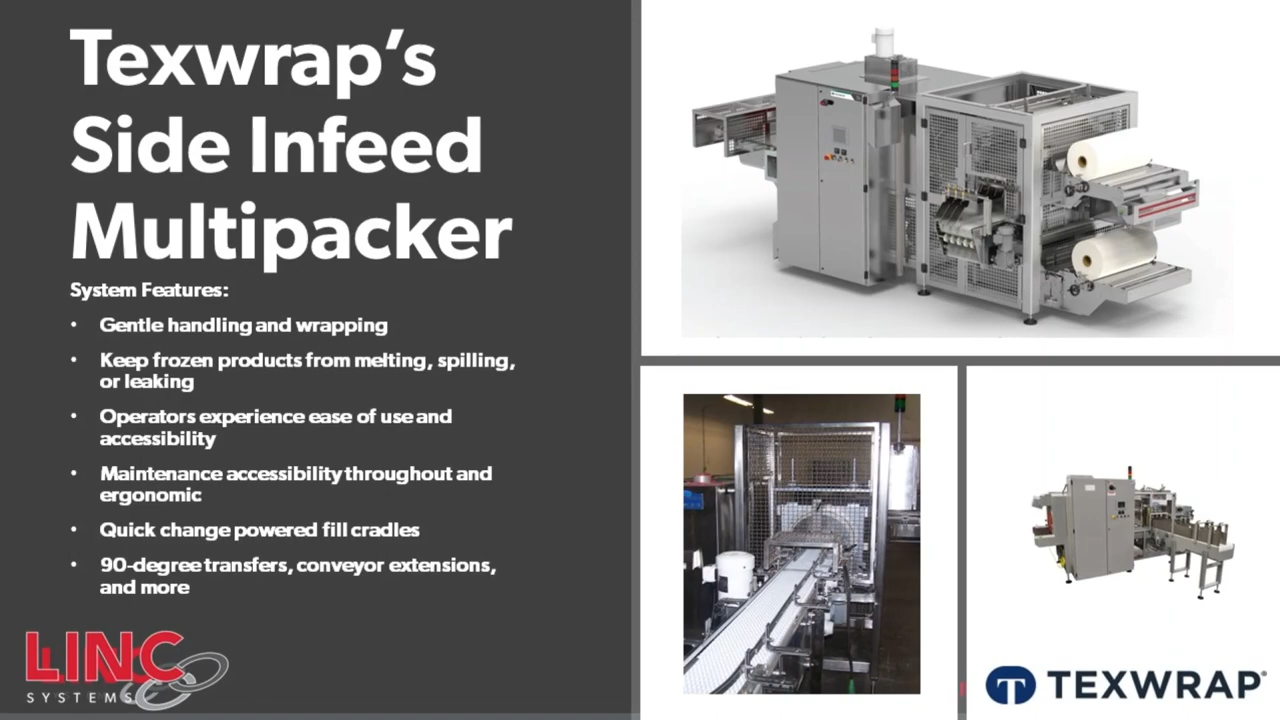 Texwrap's
Side Infeed
Multipacker
System Features:
• Gentle handling and wrapping
• Keep frozen products from melting, spilling,
or leaking
• Operators experience ease of use and
accessibility
• Maintenance accessibility throughout and
ergonomic
• Quick change powered fill cradles
• 90-degree transfers, conveyor extensions,
and more
LINC
SYSTEMS
TEXWRAP®